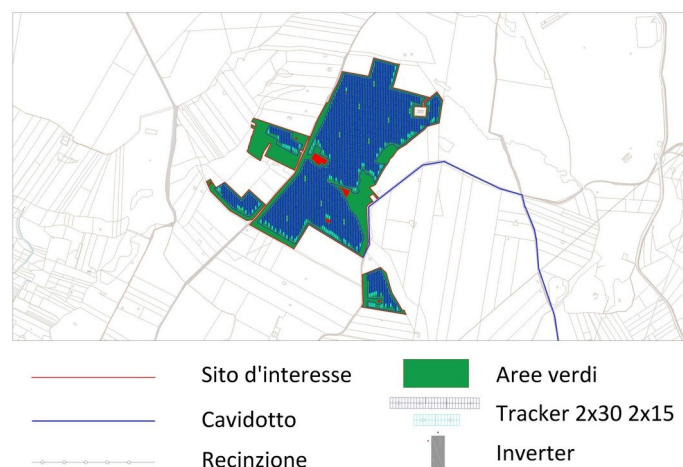 Sito d'interesse
Cavidotto
Recinzione
Aree verdi
Tracker 2x30 2x15
Inverter